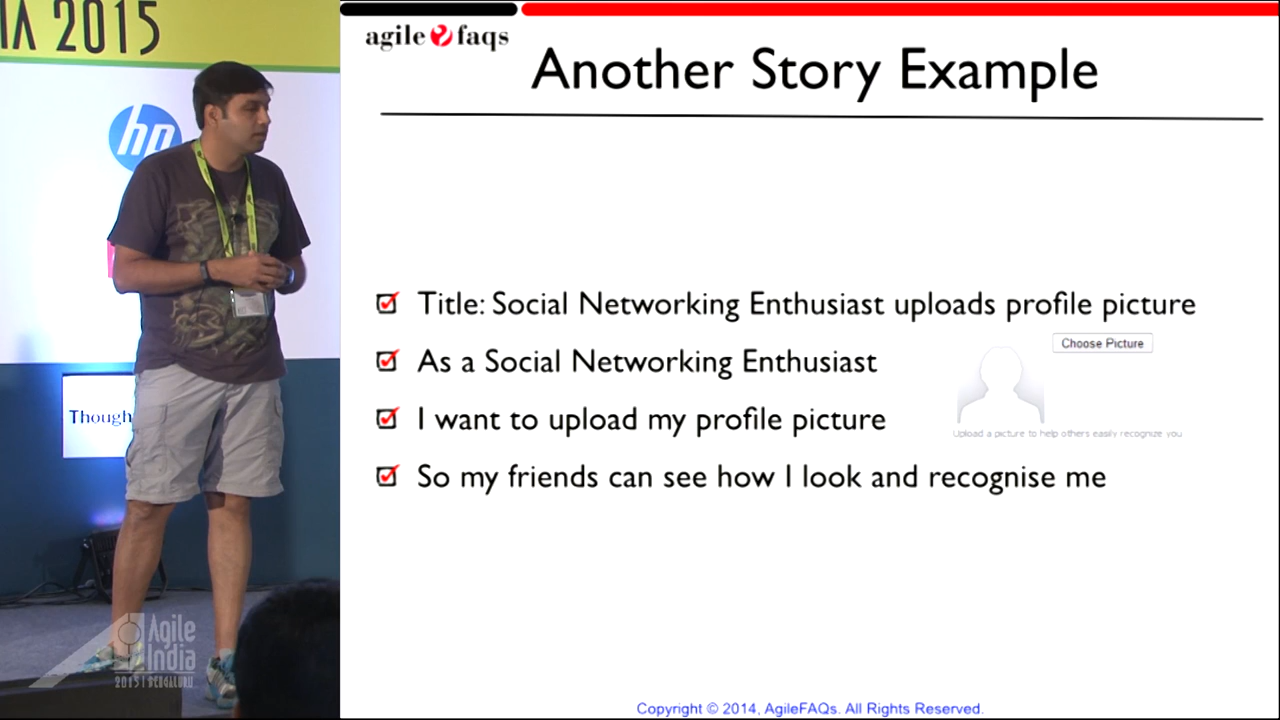 IA 2015
hp
Though
Agile
India
2015 | BENGALURU
agile faqs
Another Story Example
Title: Social Networking Enthusiast uploads profile picture
Choose Picture
As a Social Networking Enthusiast
I want to upload my profile picture
Upload a picture to help others easily recognize you
So my friends can see how I look and recognise me
Copyright © 2014, AgileFAQs. All Rights Reserved.